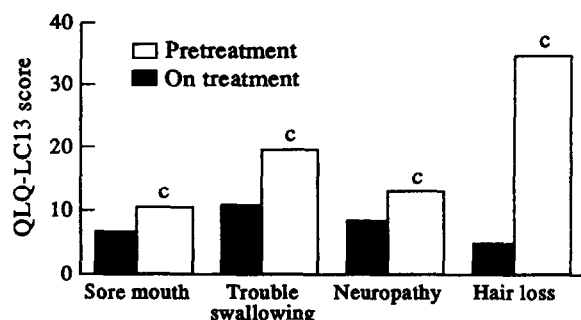 40
30
20
10
0
QLQ-LC13 score
Pretreatment
On treatment
c
c
c
c
Sore mouth
Trouble
swallowing
Neuropathy
Hair loss